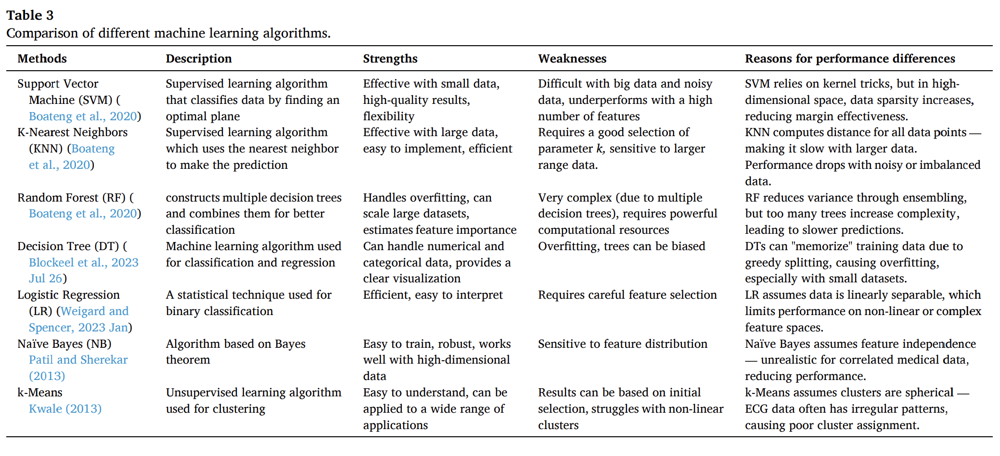 Table 3
Comparison of different machine learning algorithms.
Methods Description Strengths Weaknesses Reasons for performance differences
Support Vector Supervised learning algorithm Effective with small data, Difficult with big data and noisy SVM relies on kernel tricks, but in high-
Machine (SVM) ( that classifies data by finding an high-quality results, data, underperforms with a high dimensional space, data sparsity increases,
Boateng et al., 2020) optimal plane flexibility number of features reducing margin effectiveness.
K-Nearest Neighbors Supervised learning algorithm Effective with large data, Requires a good selection of KNN computes distance for all data points —
(KNN) (Boateng which uses the nearest neighbor easy to implement, efficient parameter k, sensitive to larger making it slow with larger data.
et al., 2020) to make the prediction range data. Performance drops with noisy or imbalanced
data.
Random Forest (RF) ( constructs multiple decision trees Handles overfitting, can Very complex (due to multiple RF reduces variance through ensembling,
Boateng et al., 2020) and combines them for better scale large datasets, decision trees), requires powerful but too many trees increase complexity,
classification estimates feature importance computational resources leading to slower predictions.
Decision Tree (DT) ( Machine learning algorithm used Can handle numerical and Overfitting, trees can be biased DTs can "memorize" training data due to
Blockeel et al., 2023 for classification and regression categorical data, provides a greedy splitting, causing overfitting,
Jul 26) clear visualization especially with small datasets.
Logistic Regression A statistical technique used for Efficient, easy to interpret Requires careful feature selection LR assumes data is linearly separable, which
(LR) (Weigard and binary classification limits performance on non-linear or complex
Spencer, 2023 Jan) feature spaces.
Naïve Bayes (NB) Algorithm based on Bayes Easy to train, robust, works Sensitive to feature distribution Naïve Bayes assumes feature independence
Patil and Sherekar theorem well with high-dimensional — unrealistic for correlated medical data,
(2013) data reducing performance.
k-Means Unsupervised learning algorithm Easy to understand, can be Results can be based on initial k-Means assumes clusters are spherical —
Kwale (2013) used for clustering applied to a wide range of selection, struggles with non-linear ECG data often has irregular patterns,
applications clusters causing poor cluster assignment.